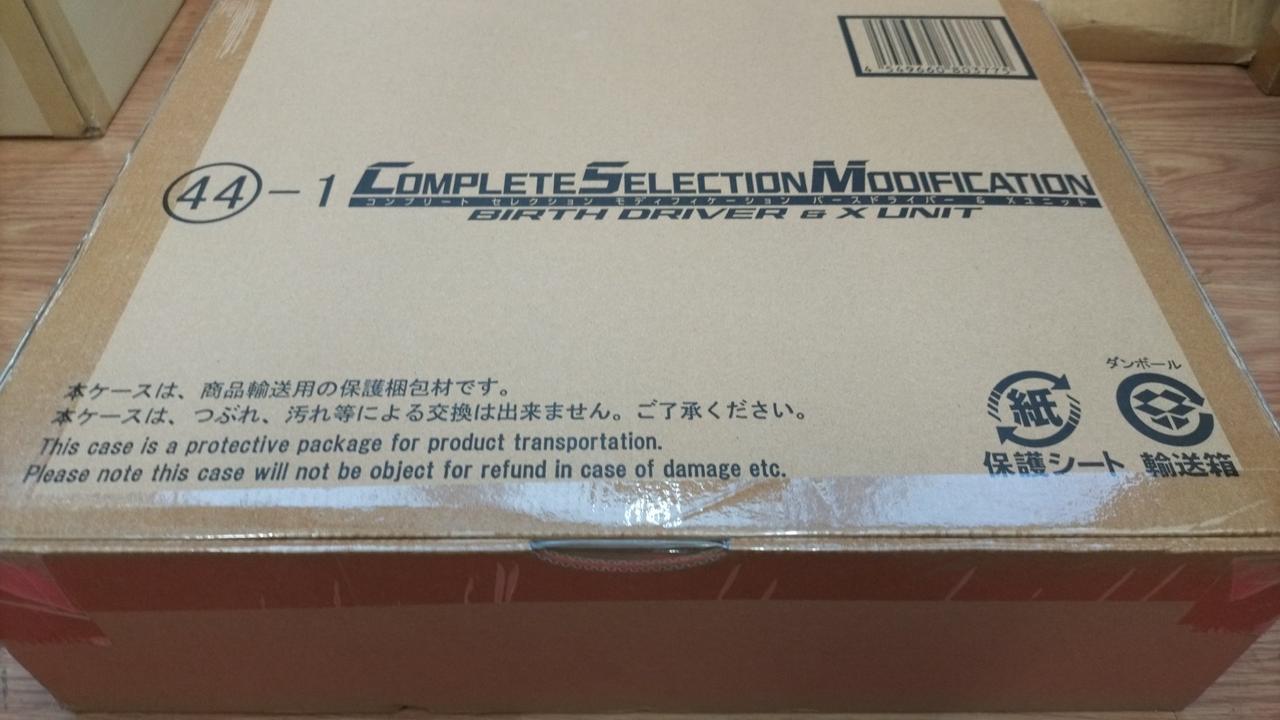 4 549660 803775
44-1 COMPLETE SELECTION MODIFICATION
コンプリート セレクション モディフィケーション バースドライバー & Xユニット
BIRTH DRIVER & X UNIT
本ケースは、商品輸送用の保護梱包材です。
本ケースは、つぶれ、汚れ等による交換は出来ません。ご了承ください。
This case is a protective package for product transportation.
Please note this case will not be object for refund in case of damage etc.
ダンボール
紙
保護シート 輸送箱